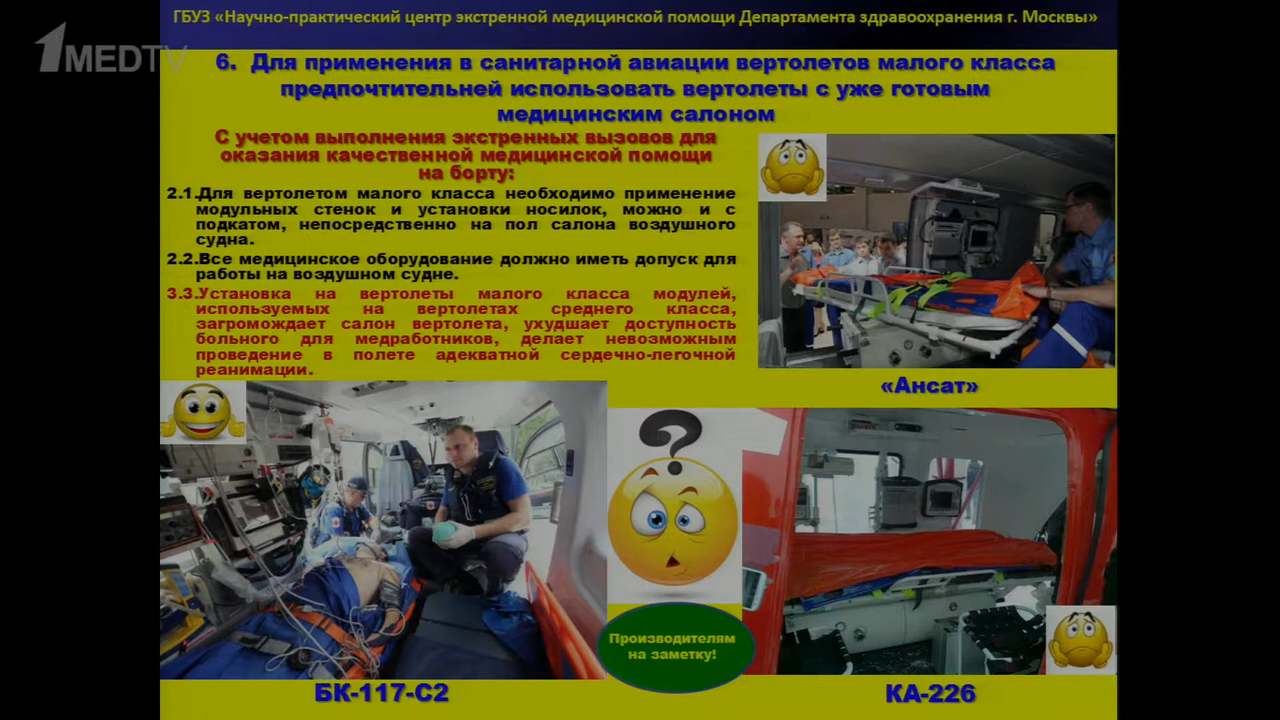 ГБУЗ «Научно-практический центр экстренной медицинской помощи Департамента здравоохранения г. Москвы»
1MEDTV
6. Для применения в санитарной авиации вертолетов малого класса
предпочтительней использовать вертолеты с уже готовым
медицинским салоном
С учетом выполнения экстренных вызовов для
оказания качественной медицинской помощи
на борту:
2.1.Для вертолетом малого класса необходимо применение
модульных стенок и установки носилок, можно и с
подкатом, непосредственно на пол салона воздушного
судна.
2.2.Все медицинское оборудование должно иметь допуск для
работы на воздушном судне.
3.3.Установка на вертолеты малого класса модулей,
используемых на вертолетах среднего класса,
загромождает салон вертолета, ухудшает доступность
больного для медработников, делает невозможным
проведение в полете адекватной сердечно-легочной
реанимации.
«Ансат»
?
Производителям
на заметку!
БК-117-С2
КА-226